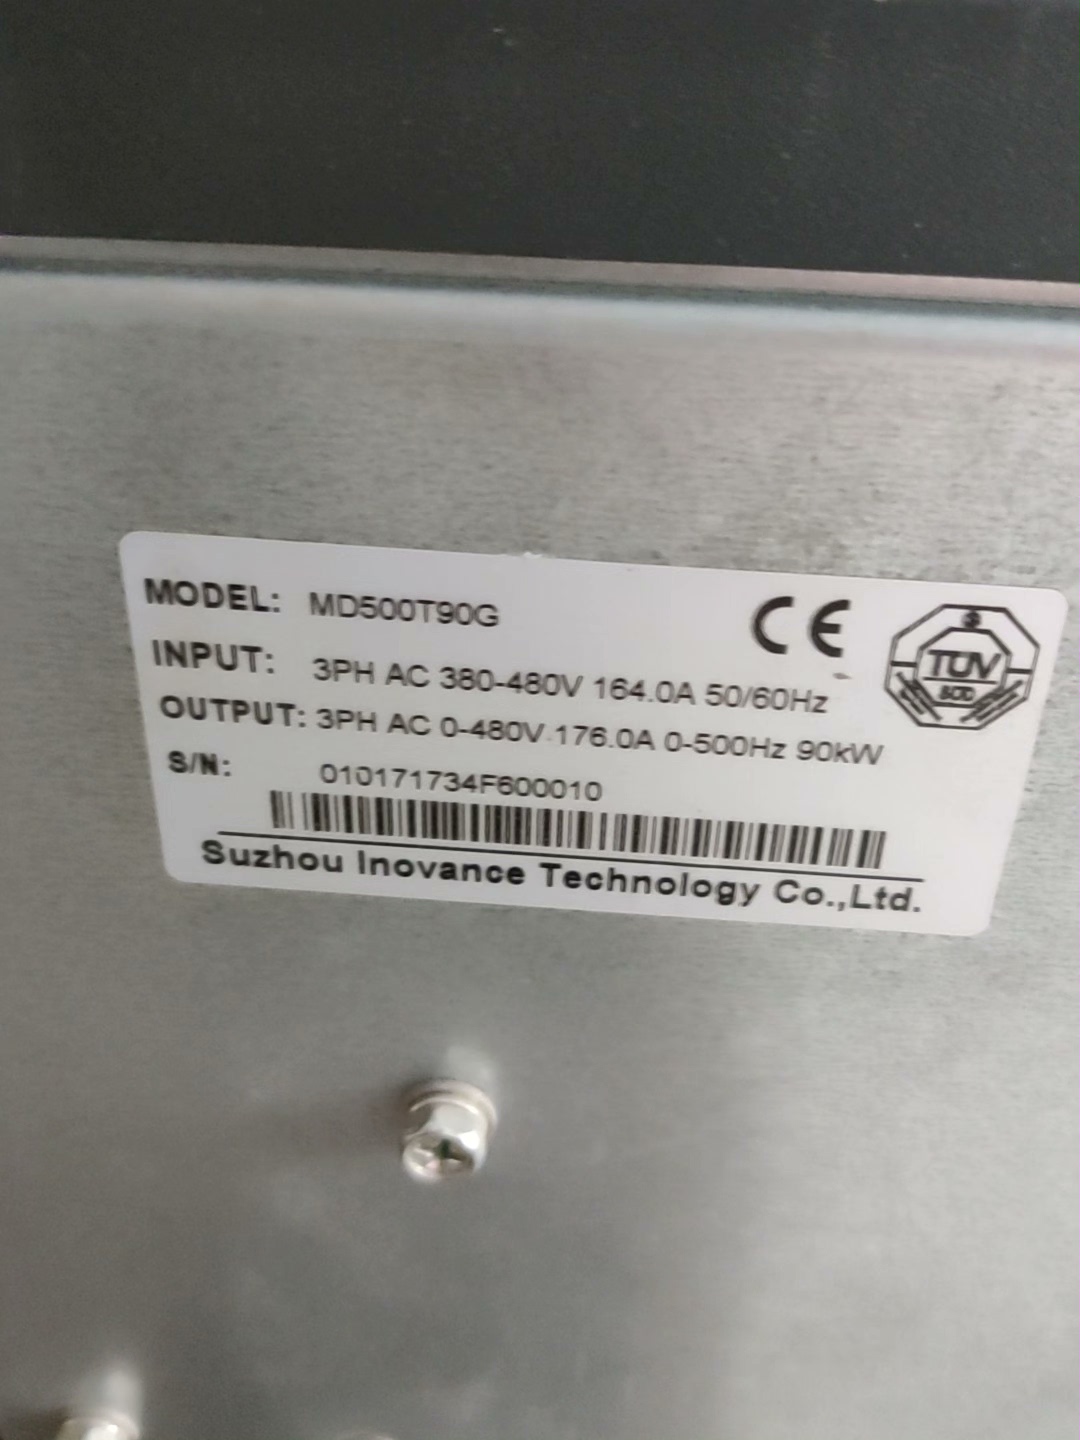 MODEL: MD500T90G
INPUT: 3PH AC 380-480V 164.0A 50/60Hz
OUTPUT: 3PH AC 0-480V 176.0A 0-500Hz 90kW
S/N: 010171734F600010
Suzhou Inovance Technology Co.,Ltd.
CE
TUV